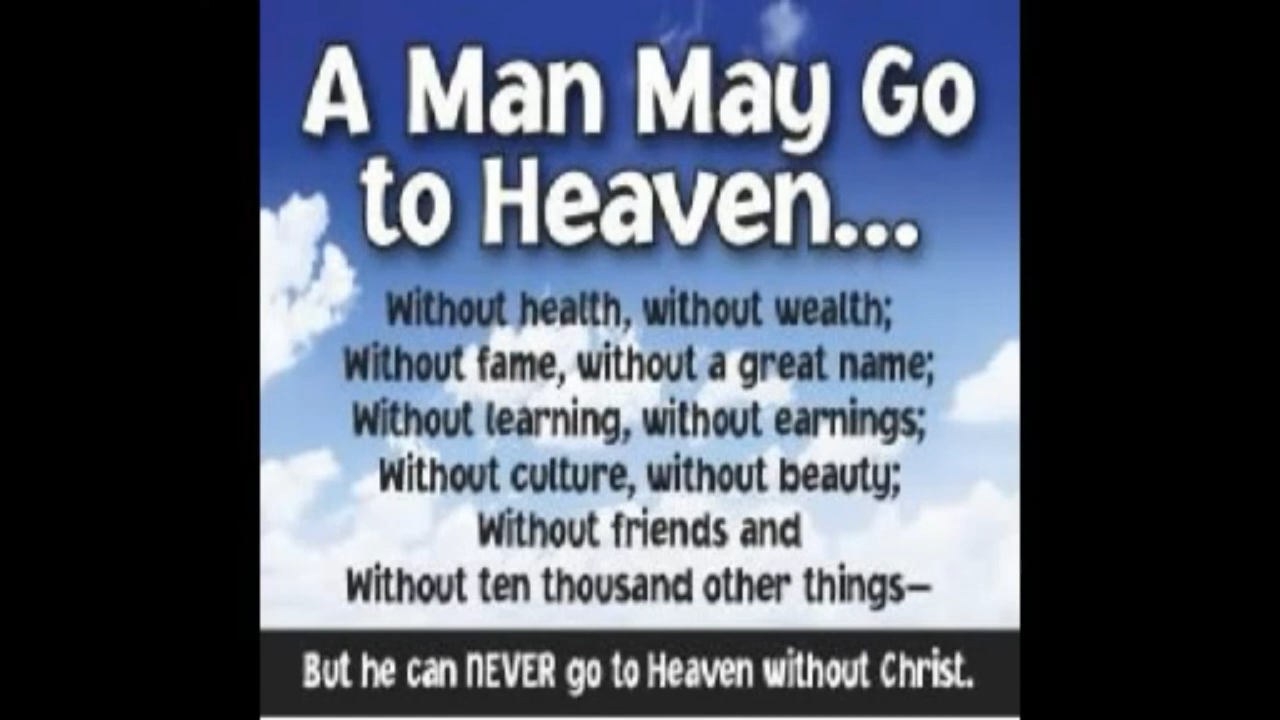 A Man May Go
to Heaven...
Without health, without wealth;
Without fame, without a great name;
Without learning, without earnings;
Without culture, without beauty;
Without friends and
Without ten thousand other things–
But he can NEVER go to Heaven without Christ.